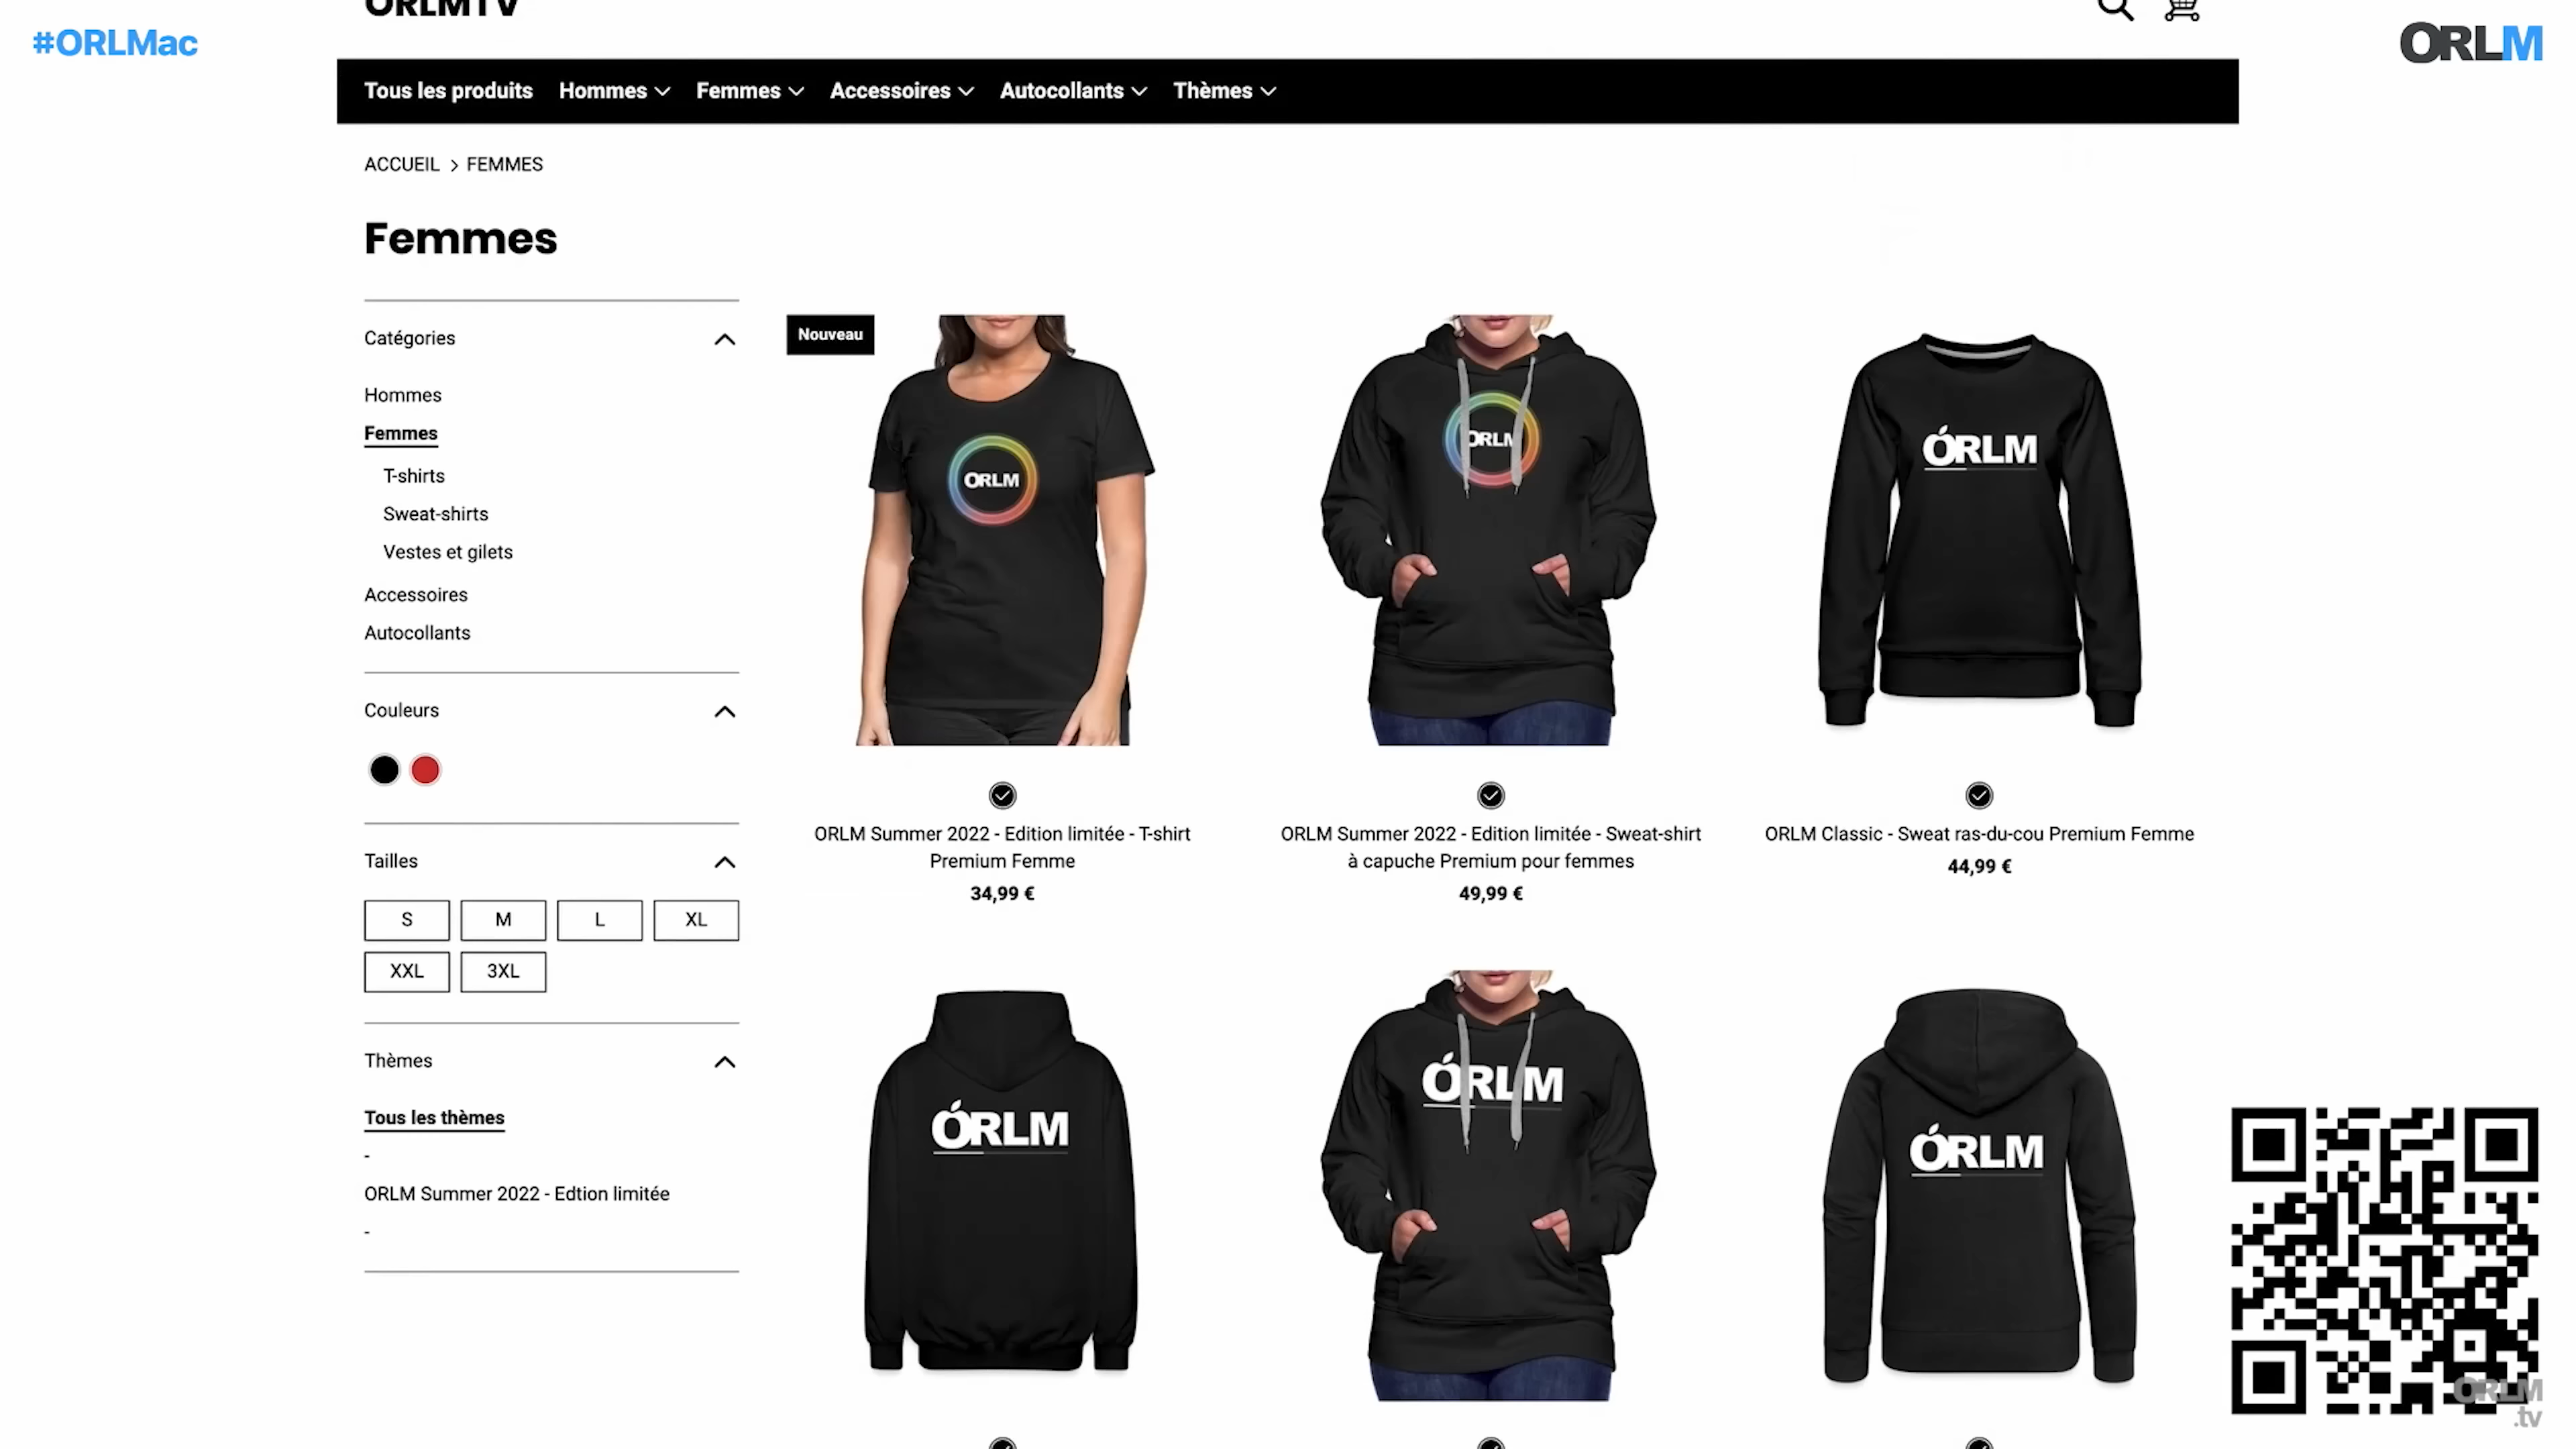 ORLMTV
#ORLMac
ORLM
Tous les produits
Hommes
Femmes
Accessoires
Autocollants
Thèmes
ACCUEIL > FEMMES
Femmes
Catégories
Hommes
Femmes
T-shirts
Sweat-shirts
Vestes et gilets
Accessoires
Autocollants
Couleurs
Tailles
S
M
L
XL
XXL
3XL
Thèmes
Tous les thèmes
-
ORLM Summer 2022 - Edtion limitée
-
Nouveau
ORLM
ORLM
ORLM
ORLM Summer 2022 - Edition limitée - T-shirt
Premium Femme
34,99 €
ORLM Summer 2022 - Edition limitée - Sweat-shirt
à capuche Premium pour femmes
49,99 €
ORLM Classic - Sweat ras-du-cou Premium Femme
44,99 €
ORLM
ORLM
ORLM
ORLM
.tv